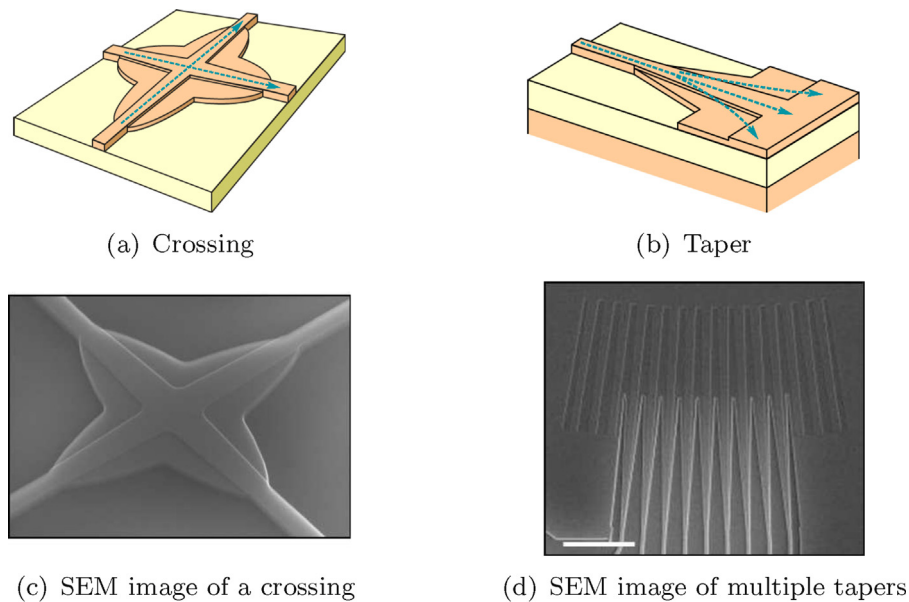 (a) Crossing
(b) Taper
(c) SEM image of a crossing
(d) SEM image of multiple tapers